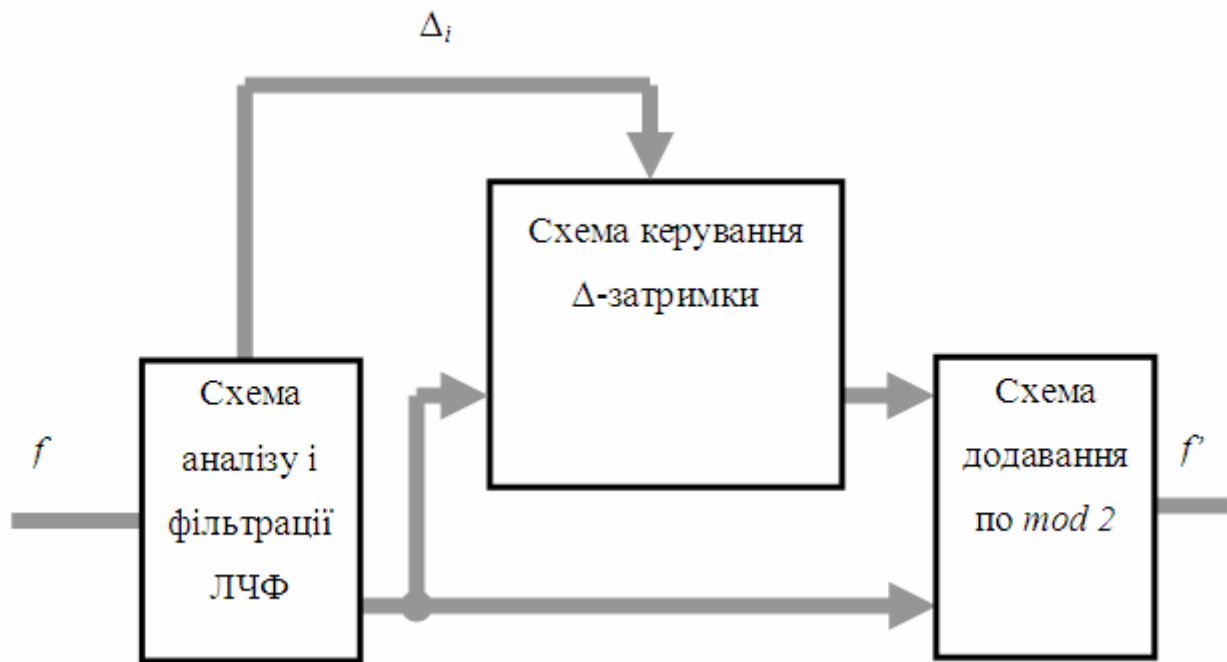 Δi
Схема керування
Δ-затримки
f
Схема
аналізу і
фільтрації
ЛЧФ
Схема
додавання
по mod 2
f’